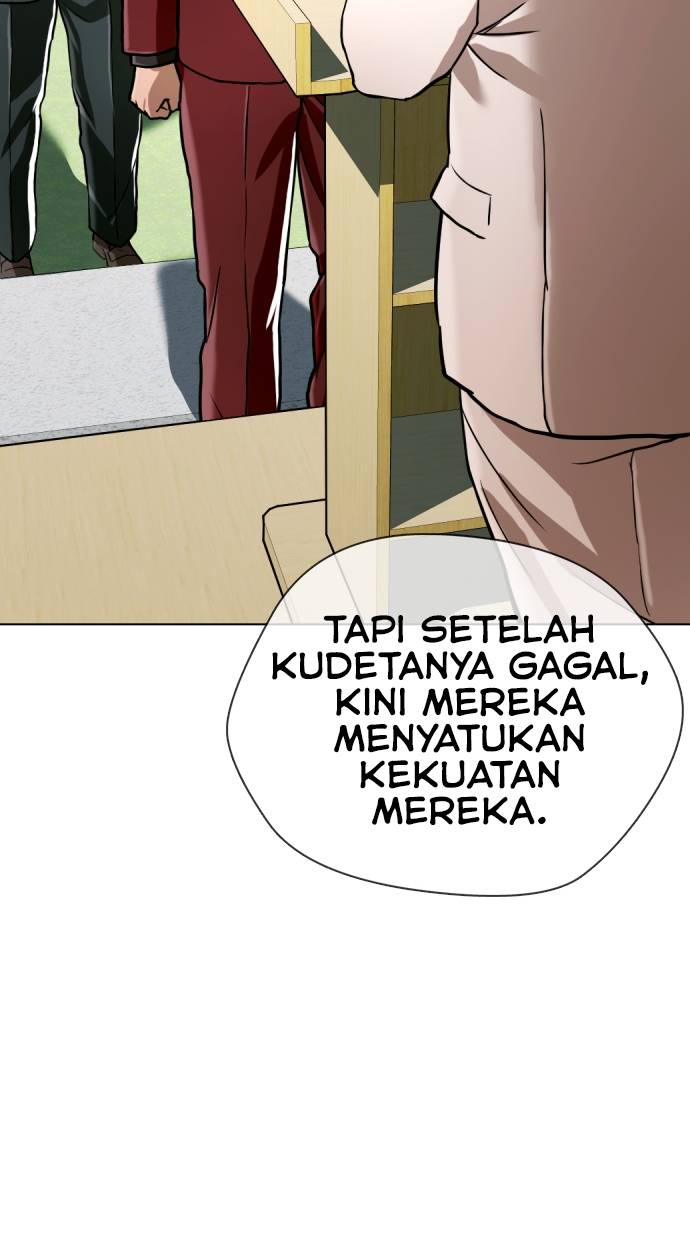 TAPI SETELAH
KUDETANYA GAGAL,
KINI MEREKA
MENYATUKAN
KEKUATAN
MEREKA.